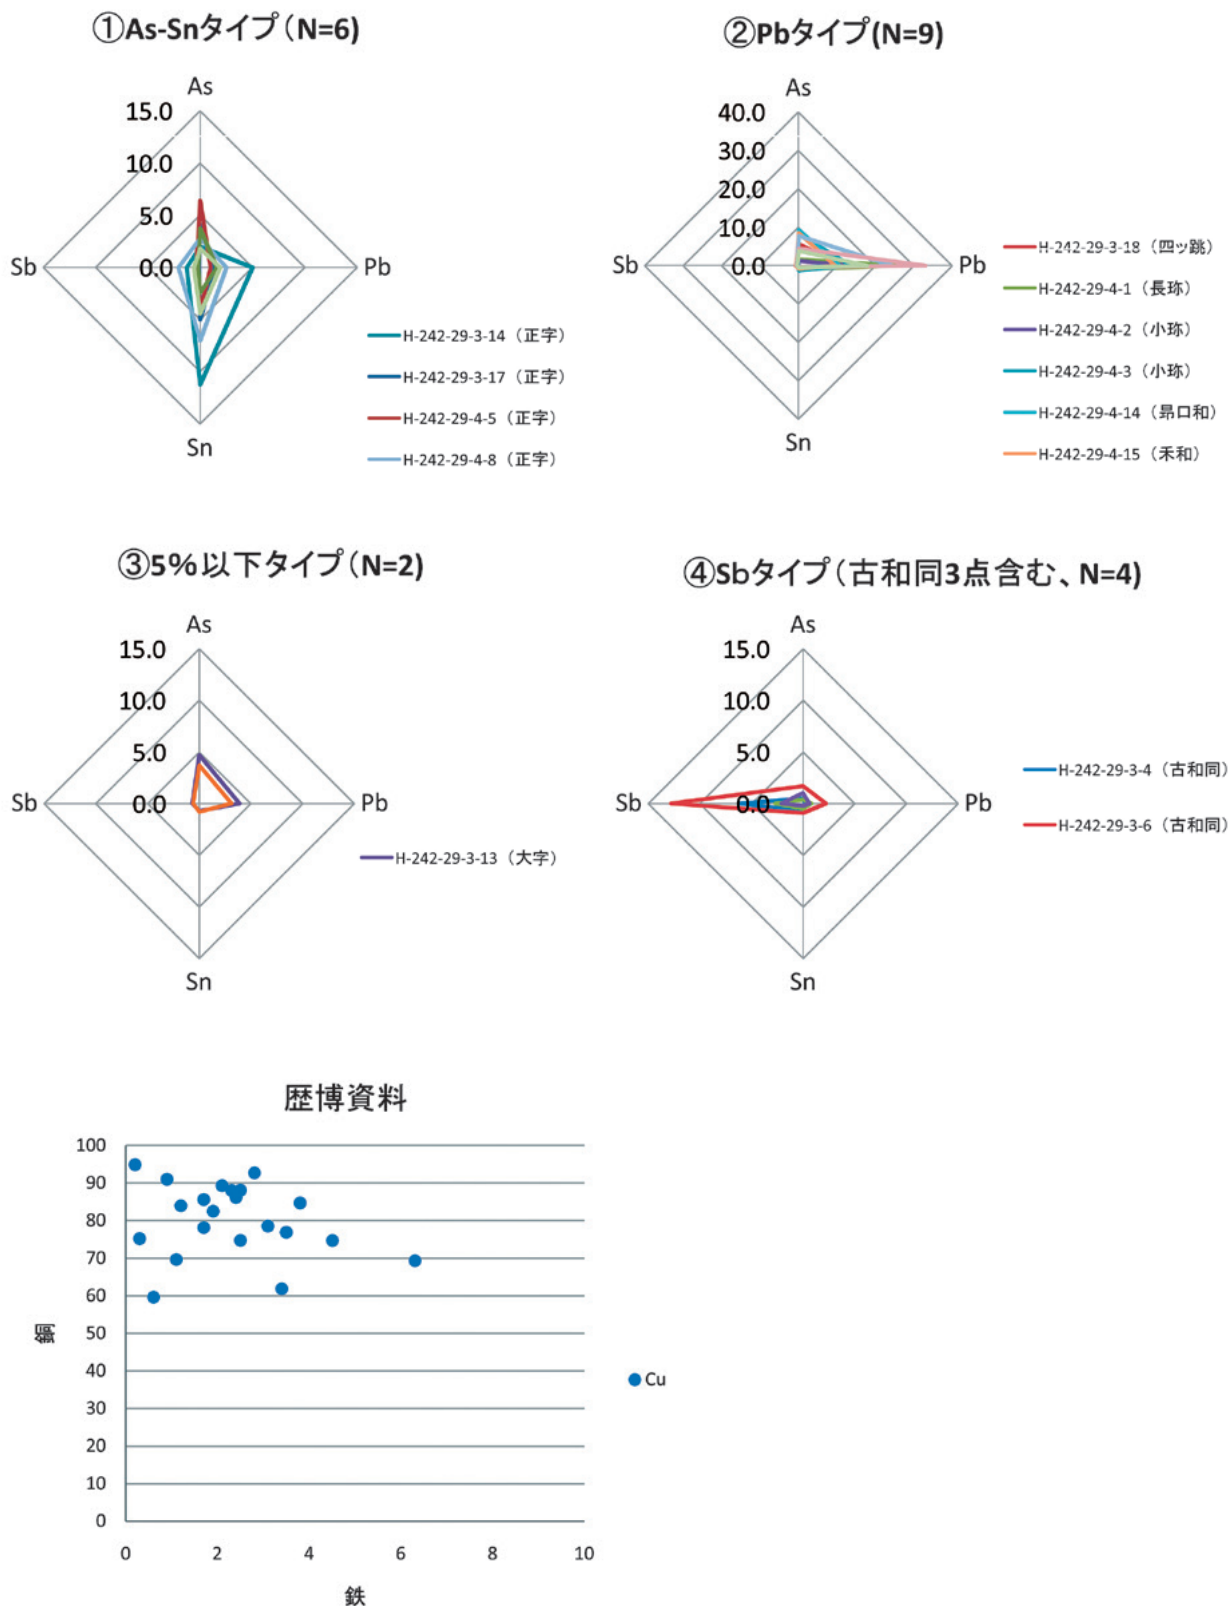 ①As-Snタイプ（N=6)
As
15.0
10.0
5.0
0.0
Sb
Pb
Sn
H-242-29-3-14（正字）
H-242-29-3-17（正字）
H-242-29-4-5（正字）
H-242-29-4-8（正字）
②Pbタイプ(N=9)
As
40.0
30.0
20.0
10.0
0.0
Sb
Pb
Sn
H-242-29-3-18（四ッ跳）
H-242-29-4-1（長珎）
H-242-29-4-2（小珎）
H-242-29-4-3（小珎）
H-242-29-4-14（昂口和）
H-242-29-4-15（禾和）
③5%以下タイプ（N=2)
As
15.0
10.0
5.0
0.0
Sb
Pb
Sn
H-242-29-3-13（大字）
④Sbタイプ（古和同3点含む、N=4)
As
15.0
10.0
5.0
0.0
Sb
Pb
Sn
H-242-29-3-4（古和同）
H-242-29-3-6（古和同）
歴博資料
100
90
80
70
60
50
40
30
20
10
0
銅
0 2 4 6 8 10
鉄
Cu